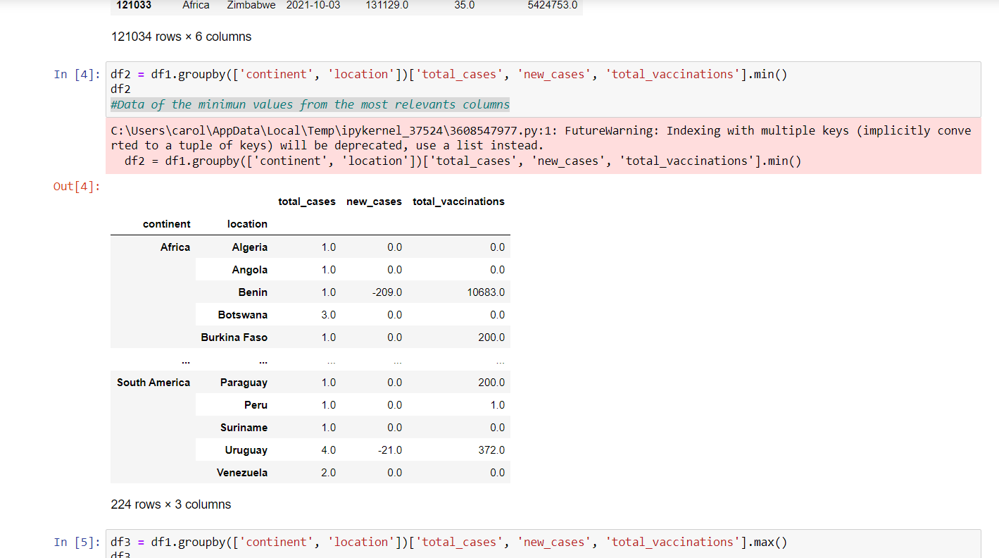 121033 Africa Zimbabwe 2021-10-03 131129.0 35.0 5424753.0
121034 rows × 6 columns
In [4]: df2 = df1.groupby(['continent', 'location'])['total_cases', 'new_cases', 'total_vaccinations'].min()
df2
#Data of the minimun values from the most relevants columns
C:\Users\carol\AppData\Local\Temp\ipykernel_37524\3608547977.py:1: FutureWarning: Indexing with multiple keys (implicitly conve
rted to a tuple of keys) will be deprecated, use a list instead.
df2 = df1.groupby(['continent', 'location'])['total_cases', 'new_cases', 'total_vaccinations'].min()
Out[4]:
total_cases new_cases total_vaccinations
continent location
Africa Algeria 1.0 0.0 0.0
Angola 1.0 0.0 0.0
Benin 1.0 -209.0 10683.0
Botswana 3.0 0.0 0.0
Burkina Faso 1.0 0.0 200.0
... ... ... ... ...
South America Paraguay 1.0 0.0 200.0
Peru 1.0 0.0 1.0
Suriname 1.0 0.0 0.0
Uruguay 4.0 -21.0 372.0
Venezuela 2.0 0.0 0.0
224 rows × 3 columns
In [5]: df3 = df1.groupby(['continent', 'location'])['total_cases', 'new_cases', 'total_vaccinations'].max()
df3